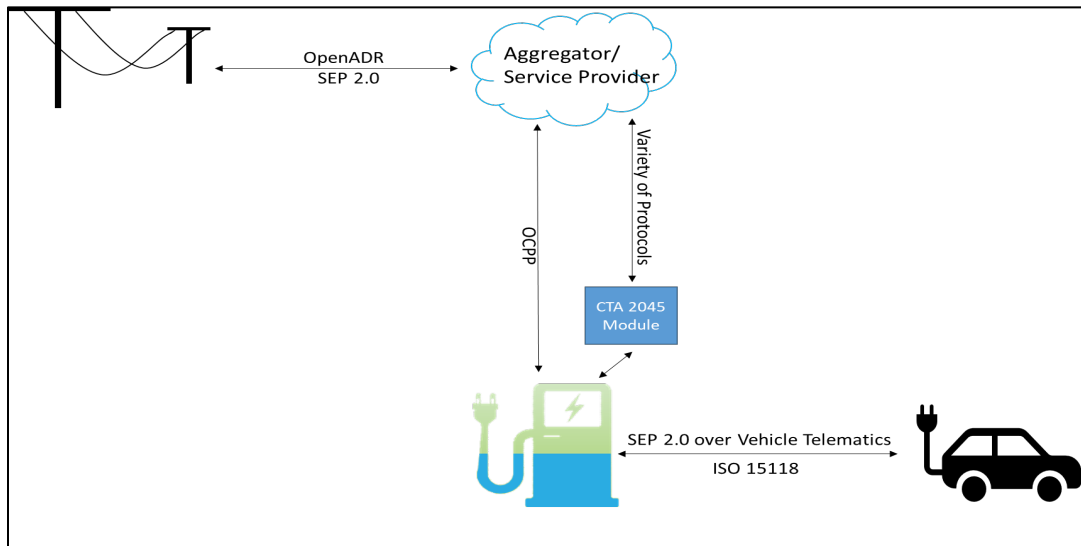 OpenADR
SEP 2.0
Aggregator/
Service Provider
OCPP
Variety of Protocols
CTA 2045
Module
SEP 2.0 over Vehicle Telematics
ISO 15118